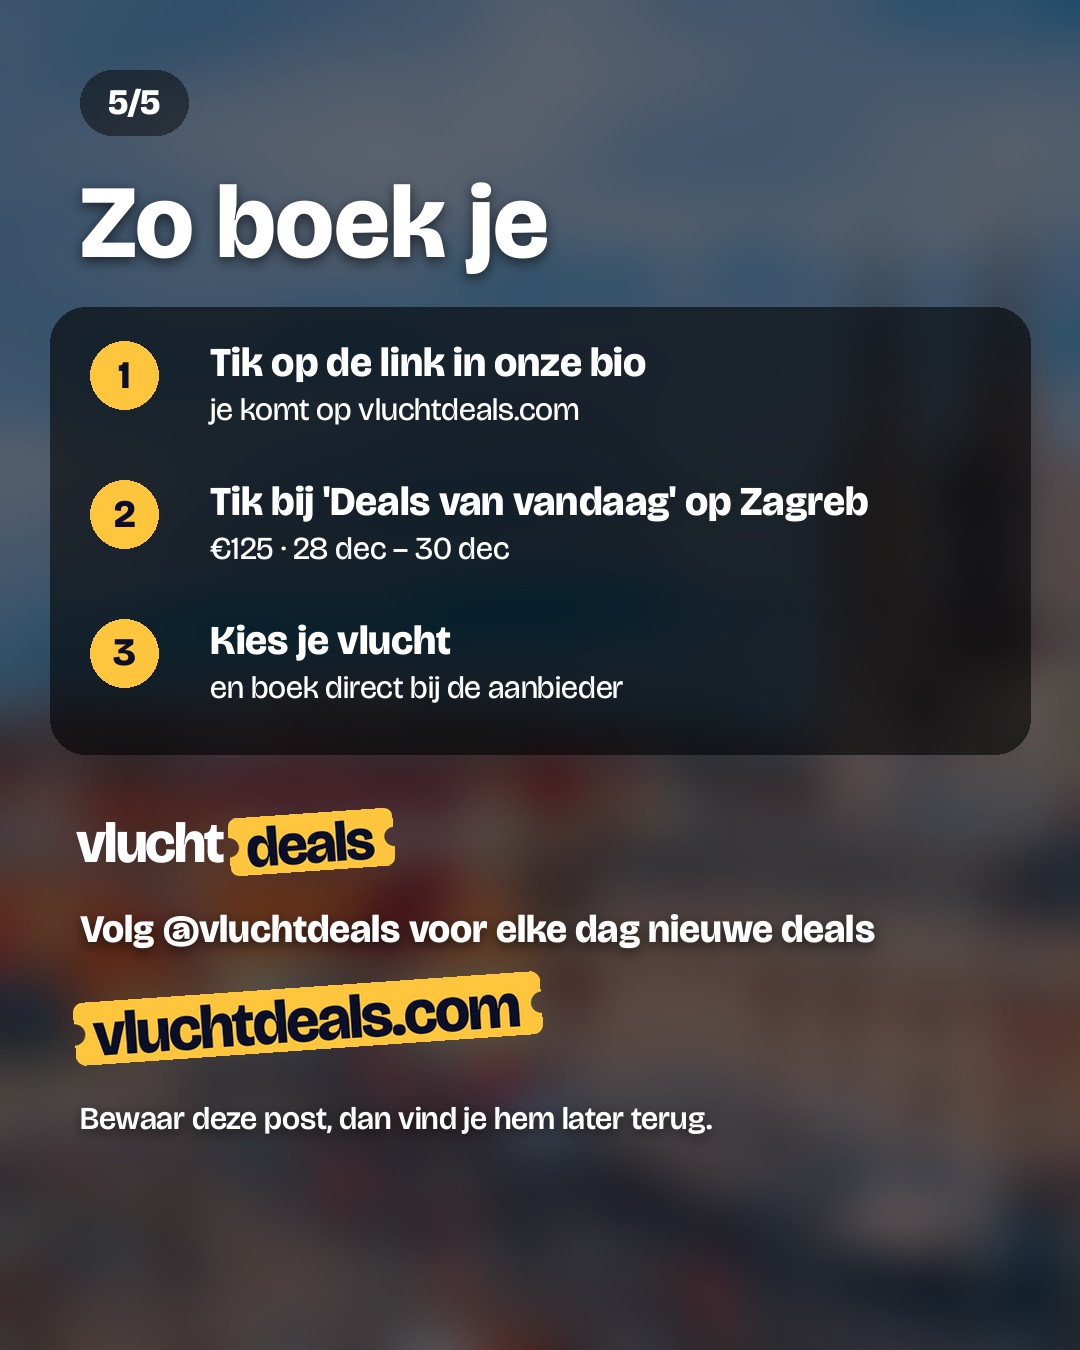 5/5
Zo boek je
1
Tik op de link in onze bio
je komt op vluchtdeals.com
2
Tik bij 'Deals van vandaag' op Zagreb
€125 · 28 dec – 30 dec
3
Kies je vlucht
en boek direct bij de aanbieder
vlucht deals
Volg @vluchtdeals voor elke dag nieuwe deals
vluchtdeals.com
Bewaar deze post, dan vind je hem later terug.